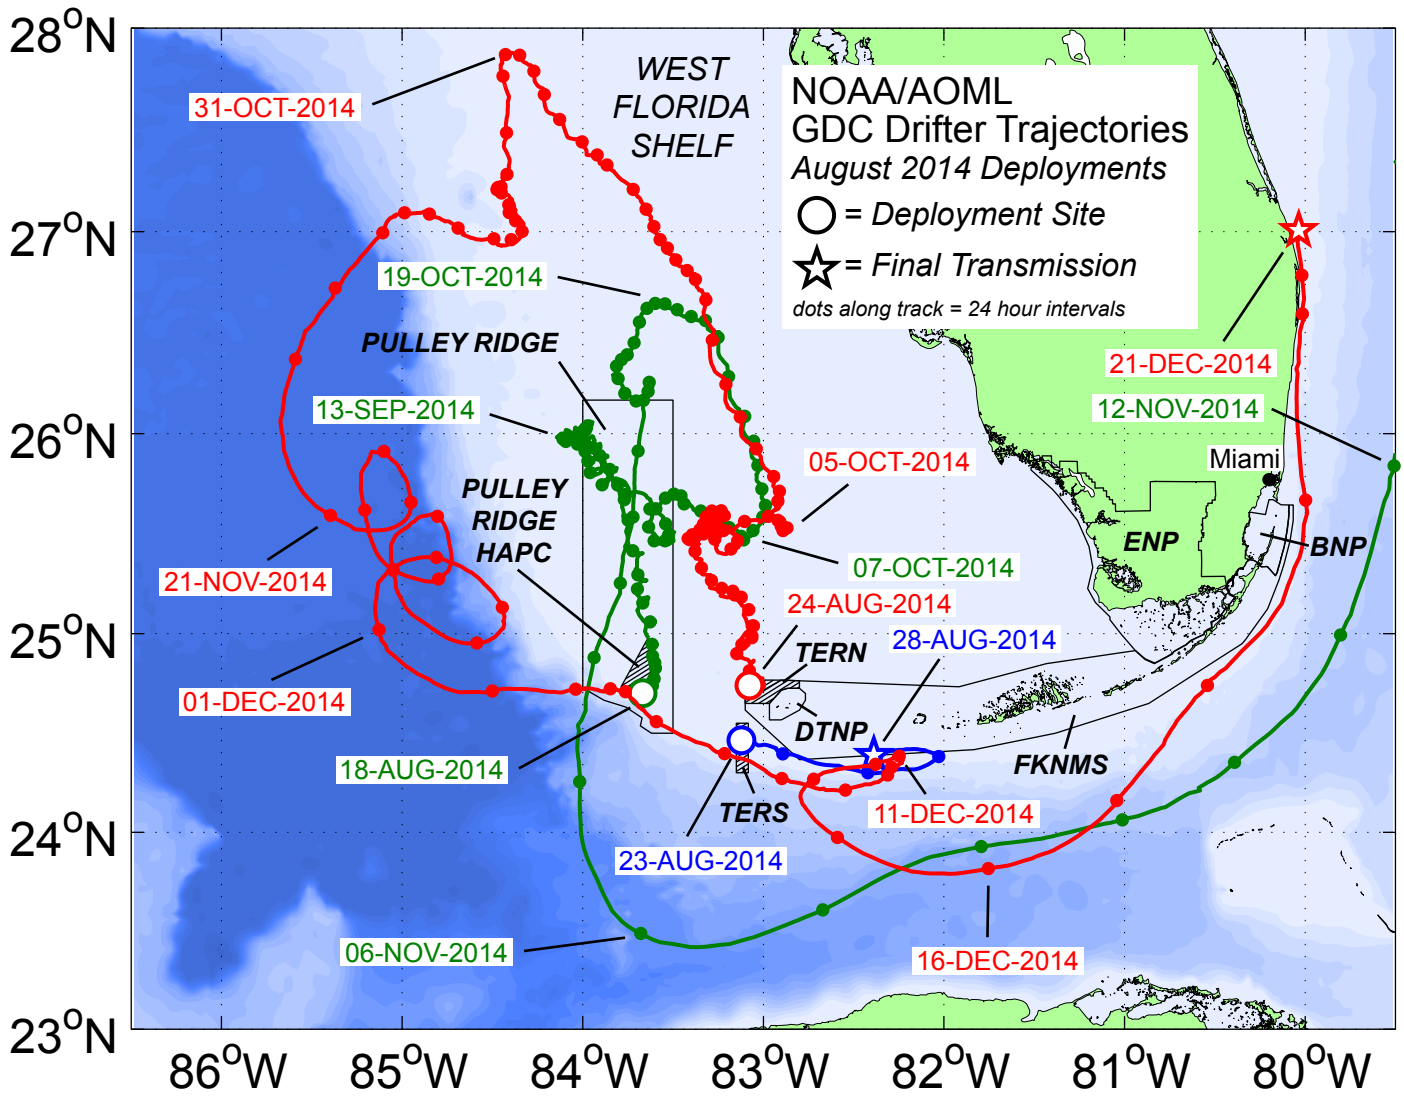 28°N
27°N
26°N
25°N
24°N
23°N
86°W
85°W
84°W
83°W
82°W
81°W
80°W
NOAA/AOML
GDC Drifter Trajectories
August 2014 Deployments
= Deployment Site
= Final Transmission
dots along track = 24 hour intervals
WEST
FLORIDA
SHELF
31-OCT-2014
19-OCT-2014
PULLEY RIDGE
13-SEP-2014
PULLEY
RIDGE
HAPC
21-DEC-2014
12-NOV-2014
Miami
05-OCT-2014
ENP
BNP
07-OCT-2014
21-NOV-2014
24-AUG-2014
28-AUG-2014
TERN
01-DEC-2014
DTNP
FKNMS
18-AUG-2014
TERS
11-DEC-2014
23-AUG-2014
06-NOV-2014
16-DEC-2014